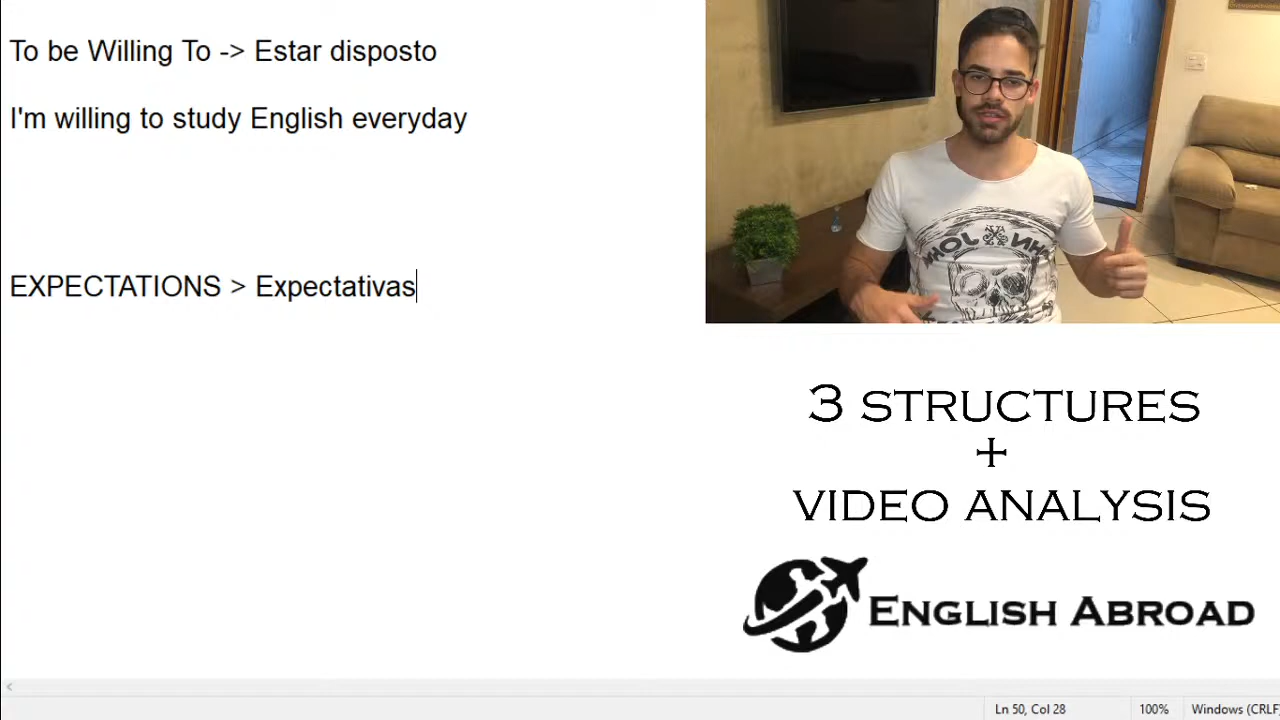 To be Willing To -> Estar disposto
I'm willing to study English everyday
EXPECTATIONS > Expectativas
3 STRUCTURES
+
VIDEO ANALYSIS
ENGLISH ABROAD
Ln 50, Col 28
100%
Windows (CRLF